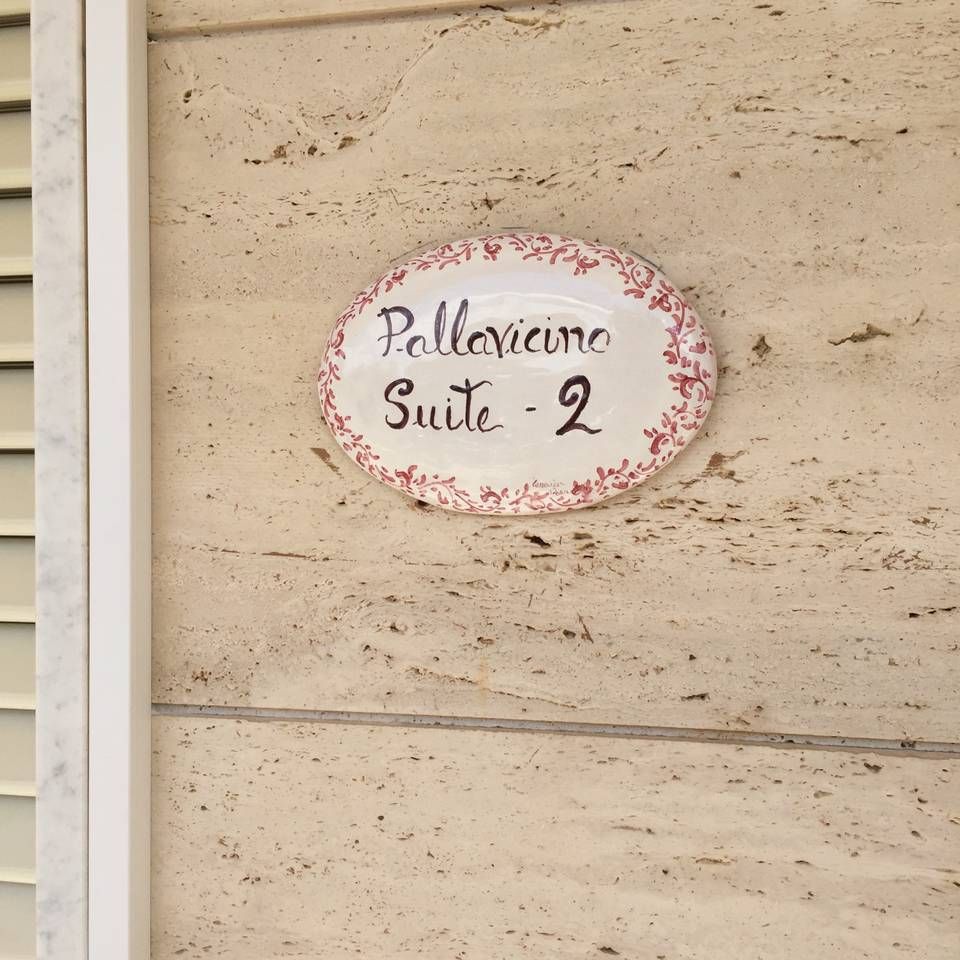 Pallavicino
Suite - 2